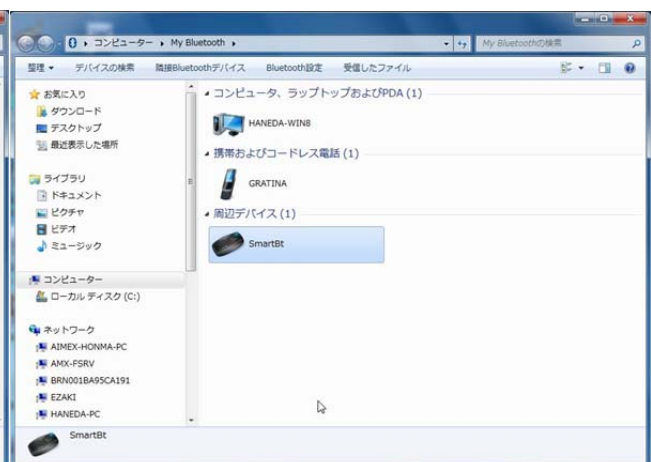 コンピューター ▸ My Bluetooth ▸
My Bluetoothの検索
整理 ▾ デバイスの検索 隣接Bluetoothデバイス Bluetooth設定 受信したファイル
お気に入り
ダウンロード
デスクトップ
最近表示した場所
ライブラリ
ドキュメント
ピクチャ
ビデオ
ミュージック
コンピューター
ローカル ディスク (C:)
ネットワーク
AIMEX-HONMA-PC
AMX-FSRV
BRN001BA95CA191
EZAKI
HANEDA-PC
コンピュータ、ラップトップおよびPDA (1)
HANEDA-WIN8
携帯およびコードレス電話 (1)
GRATINA
周辺デバイス (1)
SmartBt
SmartBt